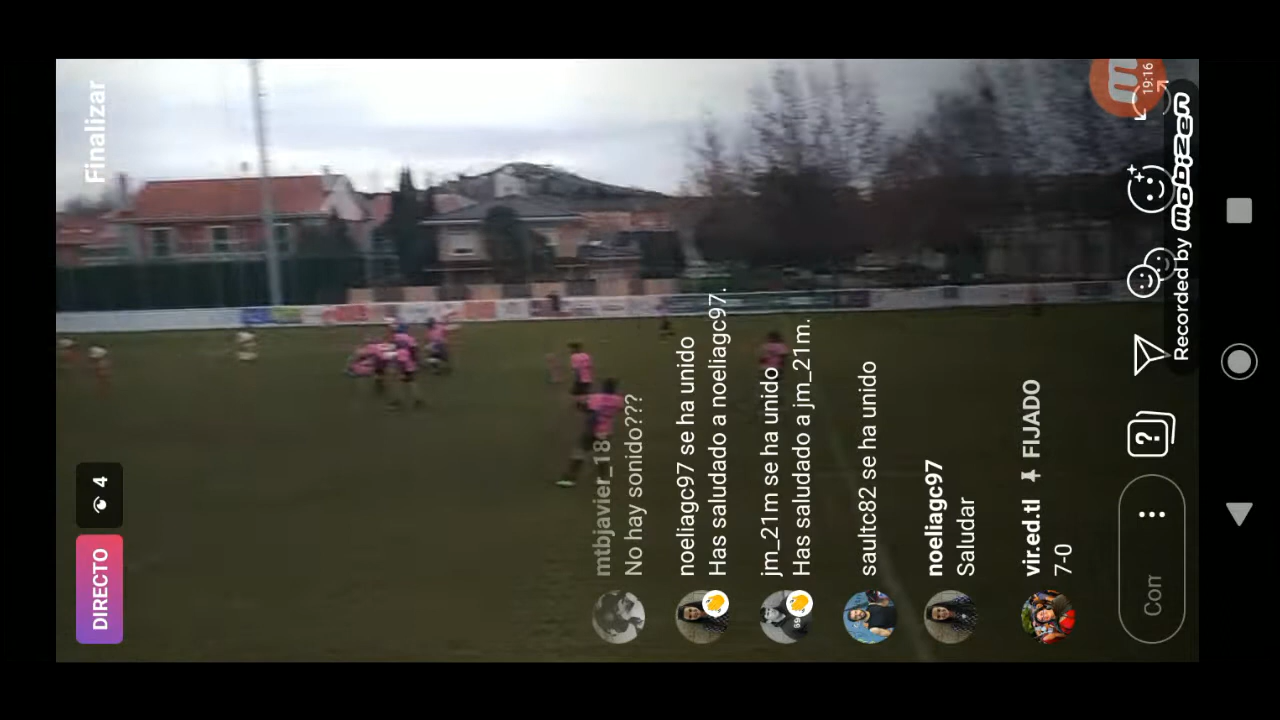 DIRECTO
4
Finalizar
mtbjavier_18
No hay sonido???
noeliagc97 se ha unido
Has saludado a noeliagc97.
jm_21m se ha unido
Has saludado a jm_21m.
saultc82 se ha unido
noeliagc97
Saludar
vir.ed.tl FIJADO
7-0
Com
?
19:16
Recorded by mobizen